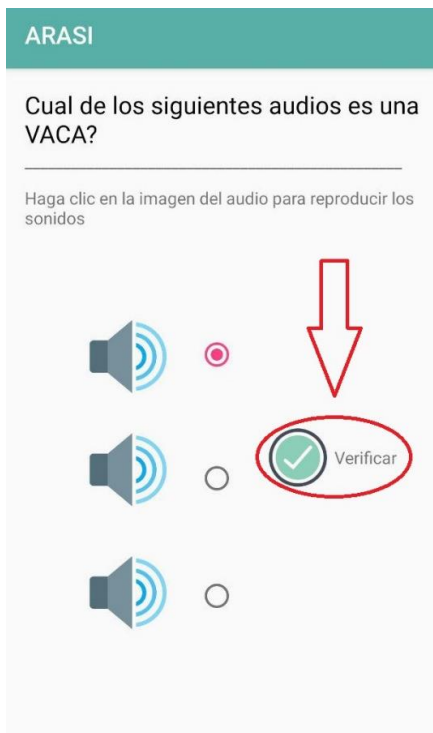 ARASI
Cual de los siguientes audios es una
VACA?
Haga clic en la imagen del audio para reproducir los
sonidos
Verificar